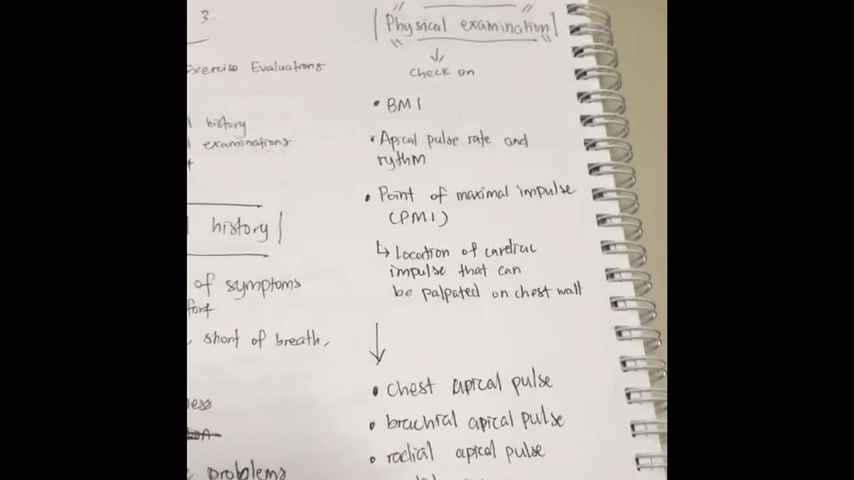 3.
Exercise Evaluations
history
examinations
history
of symptoms
short of breath,
problems
Physical examination
check on
• BMI
• Apical pulse rate and
rythm
• Point of maximal impulse
(PMI)
↳ Location of cardiac
impulse that can
be palpated on chest wall
• chest apical pulse
• brachial apical pulse
• radial apical pulse